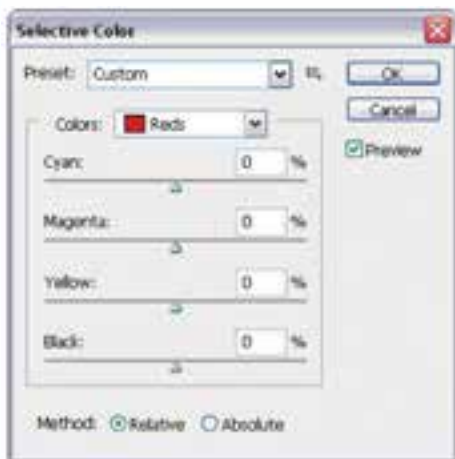 Selective Color
Preset: Custom
OK
Cancel
Preview
Colors: Reds
Cyan: 0 %
Magenta: 0 %
Yellow: 0 %
Black: 0 %
Method: Relative Absolute